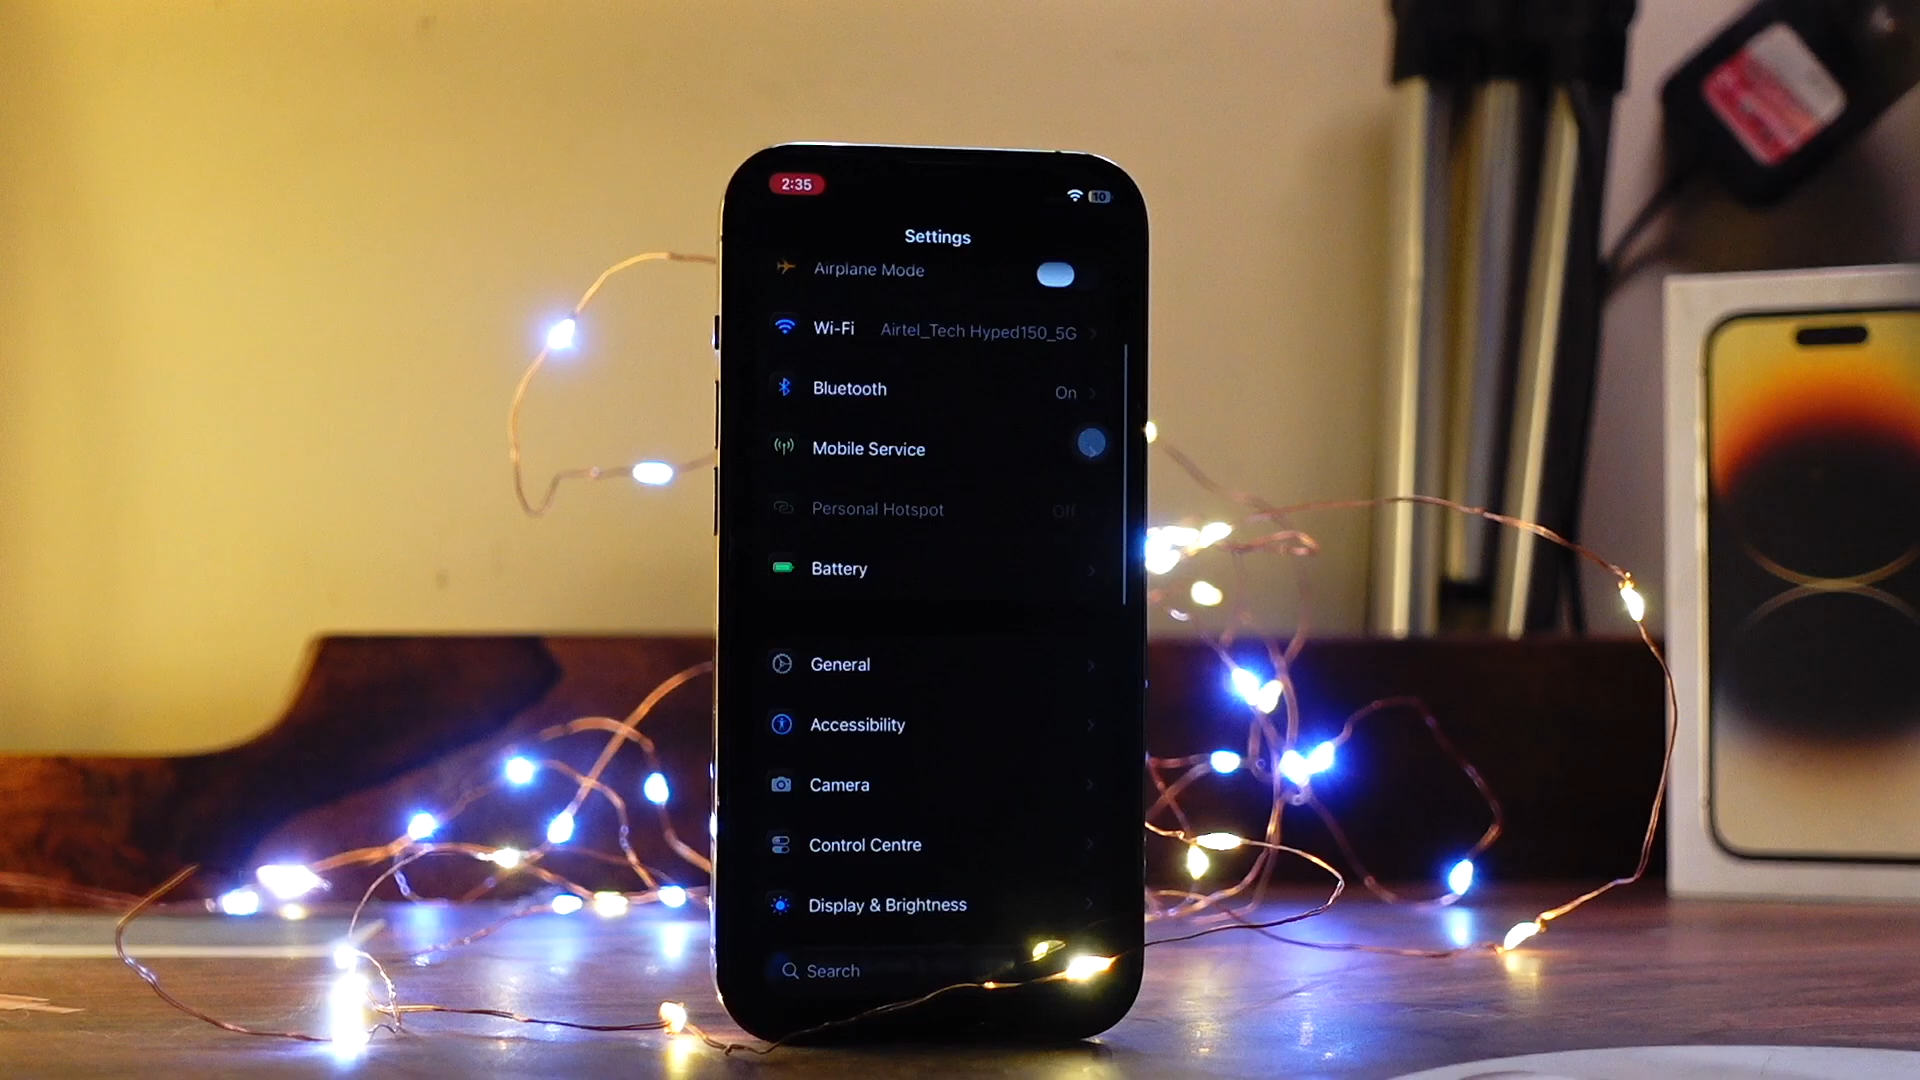 2:35
10
Settings
Airplane Mode
Wi-Fi Airtel_Tech Hyped150_5G
Bluetooth On
Mobile Service
Personal Hotspot Off
Battery
General
Accessibility
Camera
Control Centre
Display & Brightness
Search